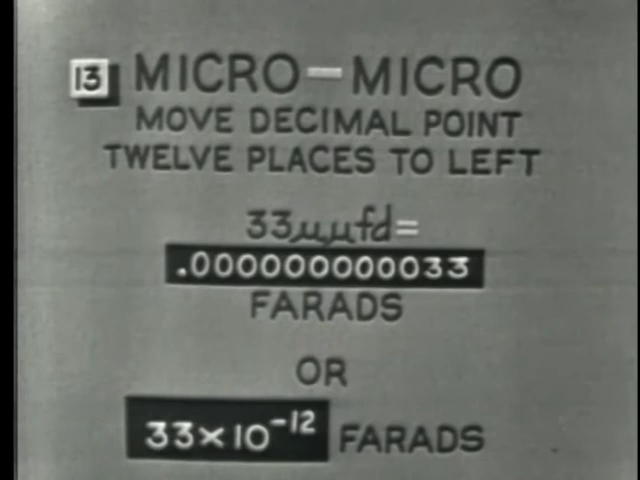 13 MICRO-MICRO
MOVE DECIMAL POINT
TWELVE PLACES TO LEFT
33μμfd=
.000000000033
FARADS
OR
33×10⁻¹² FARADS